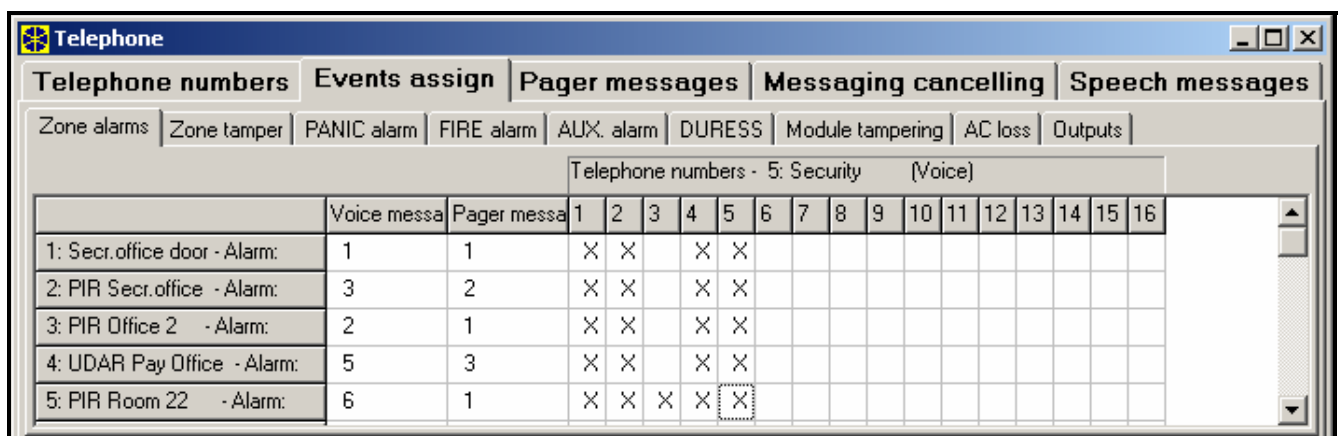 Telephone
Telephone numbers Events assign Pager messages Messaging cancelling Speech messages
Zone alarms Zone tamper PANIC alarm FIRE alarm AUX. alarm DURESS Module tampering AC loss Outputs
Telephone numbers - 5: Security (Voice)
Voice messa Pager messa 1 2 3 4 5 6 7 8 9 10 11 12 13 14 15 16
1: Secr.office door - Alarm: 1 1 X X X X
2: PIR Secr.office - Alarm: 3 2 X X X X
3: PIR Office 2 - Alarm: 2 1 X X X X
4: UDAR Pay Office - Alarm: 5 3 X X X X
5: PIR Room 22 - Alarm: 6 1 X X X X X